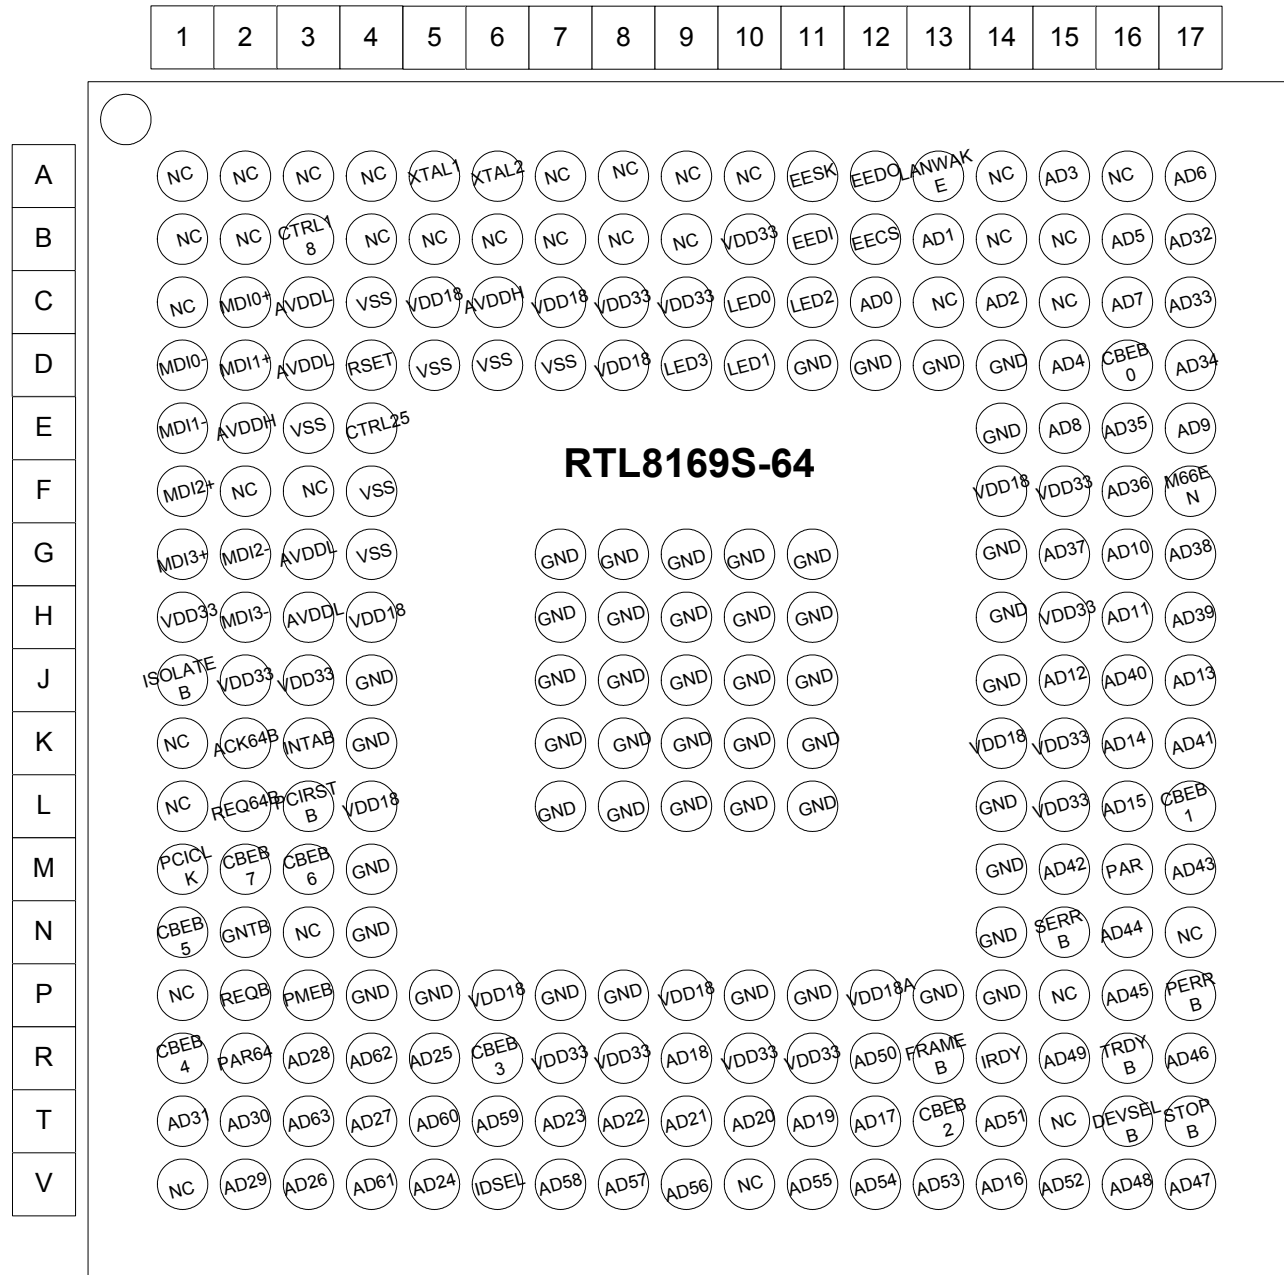 1 2 3 4 5 6 7 8 9 10 11 12 13 14 15 16 17
A NC NC NC NC XTAL1 XTAL2 NC NC NC NC EESK EEDO LANWAKE NC AD3 NC AD6
B NC NC CTRL18 NC NC NC NC NC NC VDD33 EEDI EECS AD1 NC NC AD5 AD32
C NC MDI0+ AVDDL VSS VDD18 AVDDH VDD18 VDD33 VDD33 LED0 LED2 AD0 NC AD2 NC AD7 AD33
D MDI0- MDI1+ AVDDL RSET VSS VSS VSS VDD18 LED3 LED1 GND GND GND GND AD4 CBEB0 AD34
E MDI1- AVDDH VSS CTRL25 GND AD8 AD35 AD9
RTL8169S-64
F MDI2+ NC NC VSS VDD18 VDD33 AD36 M66EN
G MDI3+ MDI2- AVDDL VSS GND GND GND GND GND GND AD37 AD10 AD38
H VDD33 MDI3- AVDDL VDD18 GND GND GND GND GND GND VDD33 AD11 AD39
J ISOLATEB VDD33 VDD33 GND GND GND GND GND GND GND AD12 AD40 AD13
K NC ACK64B INTAB GND GND GND GND GND GND VDD18 VDD33 AD14 AD41
L NC REQ64B PCIRSTB VDD18 GND GND GND GND GND GND VDD33 AD15 CBEB1
M PCICLK CBEB7 CBEB6 GND GND AD42 PAR AD43
N CBEB5 GNTB NC GND GND SERRB AD44 NC
P NC REQB PMEB GND GND VDD18 GND GND VDD18 GND GND VDD18A GND GND NC AD45 PERRB
R CBEB4 PAR64 AD28 AD62 AD25 CBEB3 VDD33 VDD33 AD18 VDD33 VDD33 AD50 FRAMEB IRDY AD49 TRDYB AD46
T AD31 AD30 AD63 AD27 AD60 AD59 AD23 AD22 AD21 AD20 AD19 AD17 CBEB2 AD51 NC DEVSELB STOPB
V NC AD29 AD26 AD61 AD24 IDSEL AD58 AD57 AD56 NC AD55 AD54 AD53 AD16 AD52 AD48 AD47